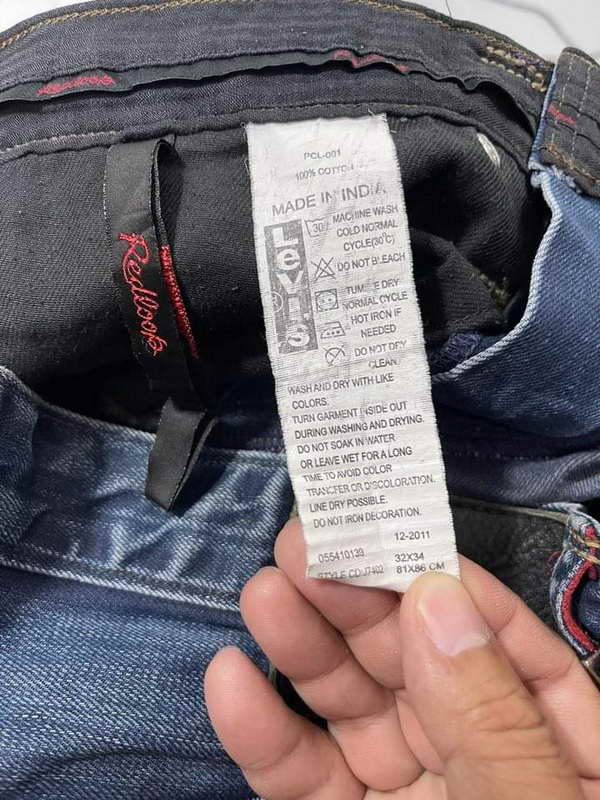 Redloop
Redloop
PCL-001
100% COTTON
MADE IN INDIA
Levi's
®
30
MACHINE WASH
COLD NORMAL
CYCLE(30°C)
DO NOT BLEACH
TUMBLE DRY
NORMAL CYCLE
HOT IRON IF
NEEDED
DO NOT DRY
CLEAN
WASH AND DRY WITH LIKE
COLORS.
TURN GARMENT INSIDE OUT
DURING WASHING AND DRYING.
DO NOT SOAK IN WATER
OR LEAVE WET FOR A LONG
TIME TO AVOID COLOR
TRANCFER OR DISCOLORATION.
LINE DRY POSSIBLE.
DO NOT IRON DECORATION.
12-2011
055410139 32X34
81X86 CM